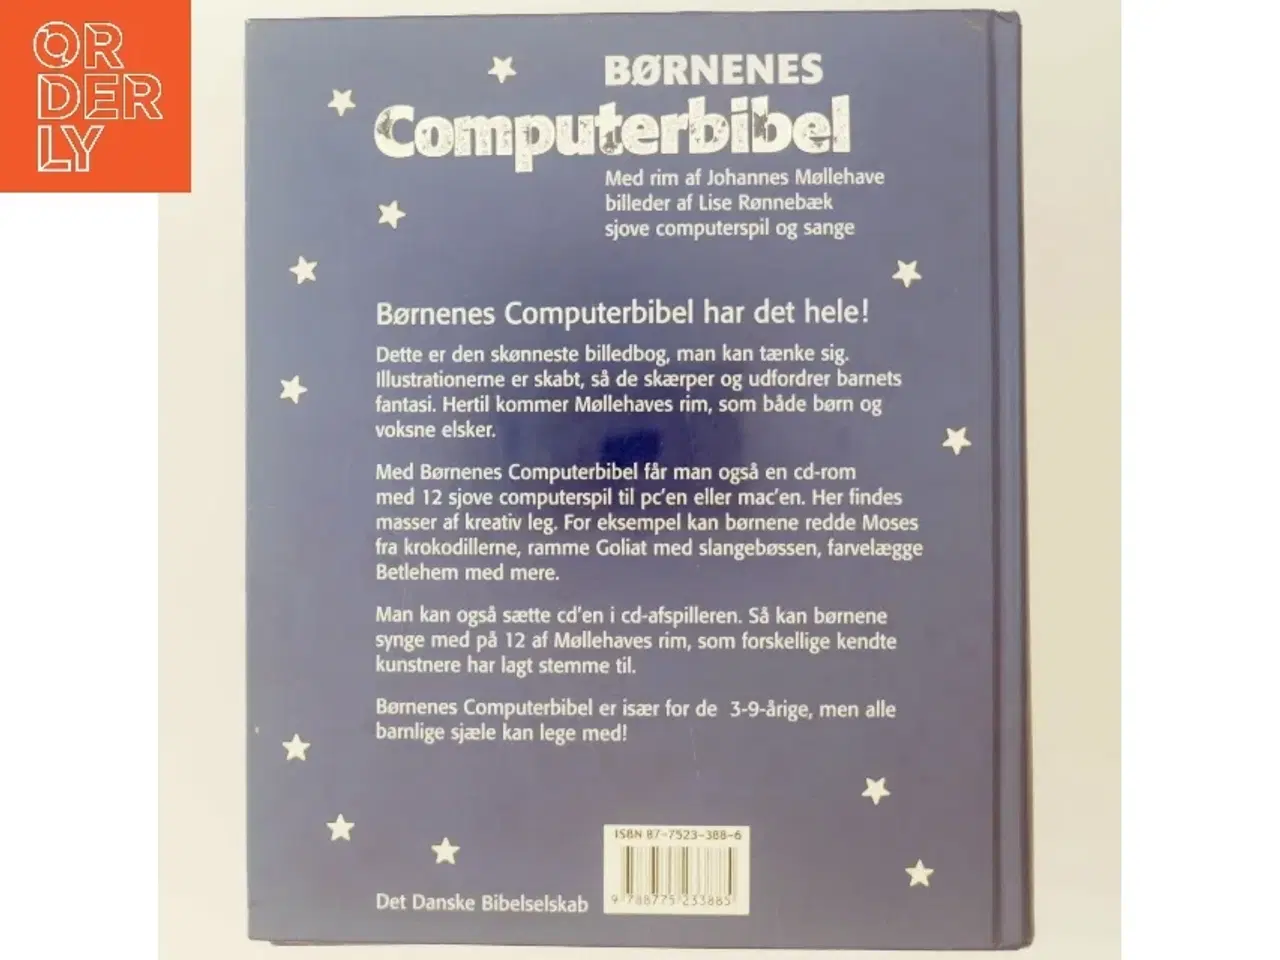 OR
DER
LY
BØRNENES
Computerbibel
Med rim af Johannes Møllehave
billeder af Lise Rønnebæk
sjove computerspil og sange
Børnenes Computerbibel har det hele!
Dette er den skønneste billedbog, man kan tænke sig.
Illustrationerne er skabt, så de skærper og udfordrer barnets
fantasi. Hertil kommer Møllehaves rim, som både børn og
voksne elsker.
Med Børnenes Computerbibel får man også en cd-rom
med 12 sjove computerspil til pc'en eller mac'en. Her findes
masser af kreativ leg. For eksempel kan børnene redde Moses
fra krokodillerne, ramme Goliat med slangebøssen, farvelægge
Betlehem med mere.
Man kan også sætte cd'en i cd-afspilleren. Så kan børnene
synge med på 12 af Møllehaves rim, som forskellige kendte
kunstnere har lagt stemme til.
Børnenes Computerbibel er især for de 3-9-årige, men alle
barnlige sjæle kan lege med!
ISBN 87-7523-388-6
9 788775 233885
Det Danske Bibelselskab